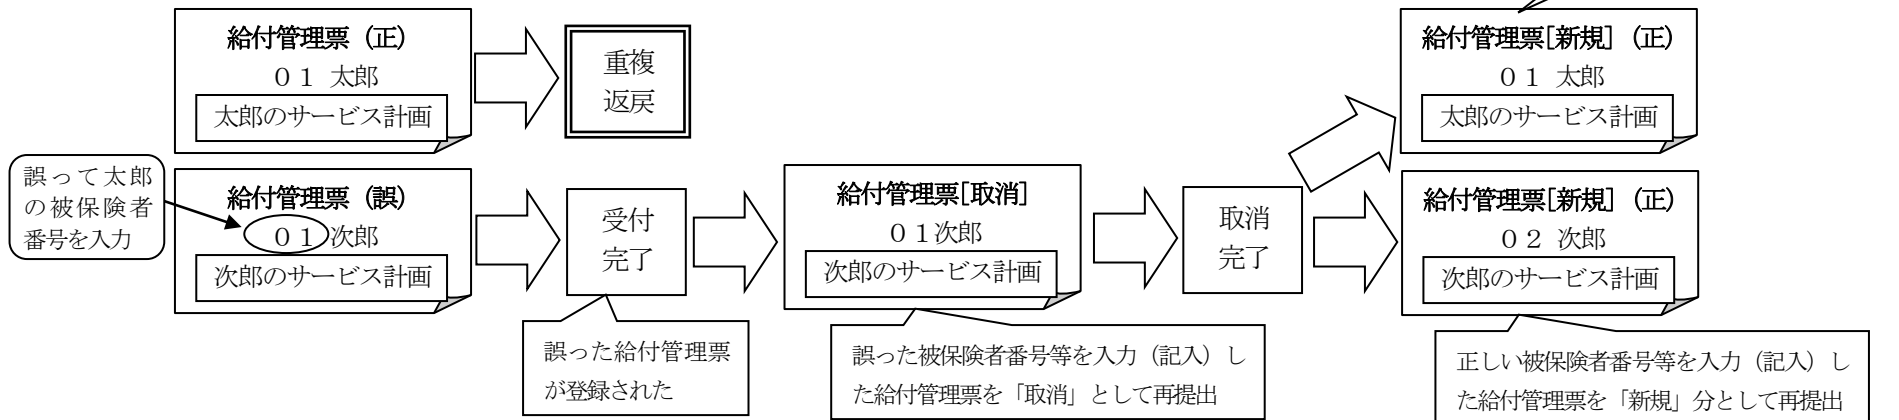 給付管理票（正）
０１ 太郎
太郎のサービス計画
重複
返戻
給付管理票［新規］（正）
０１ 太郎
太郎のサービス計画
誤って太郎
の被保険者
番号を入力
給付管理票（誤）
０１次郎
次郎のサービス計画
受付
完了
給付管理票［取消］
０１次郎
次郎のサービス計画
取消
完了
給付管理票［新規］（正）
０２ 次郎
次郎のサービス計画
誤った給付管理票
が登録された
誤った被保険者番号等を入力（記入）し
た給付管理票を「取消」として再提出
正しい被保険者番号等を入力（記入）し
た給付管理票を「新規」分として再提出